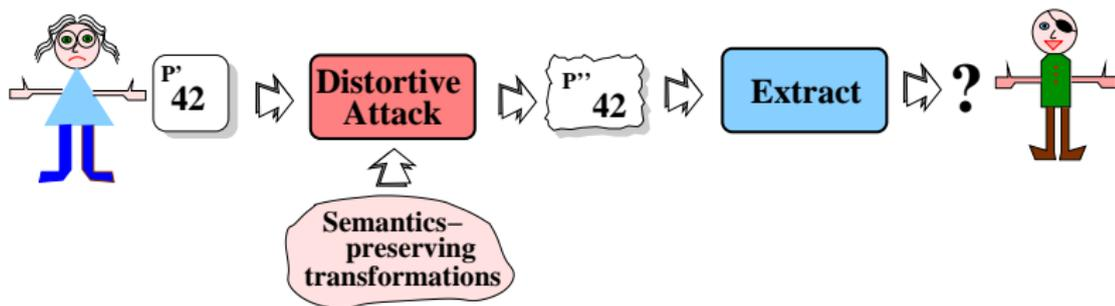 P'
42
Distortive
Attack
P''
42
Extract
?
Semantics–
preserving
transformations